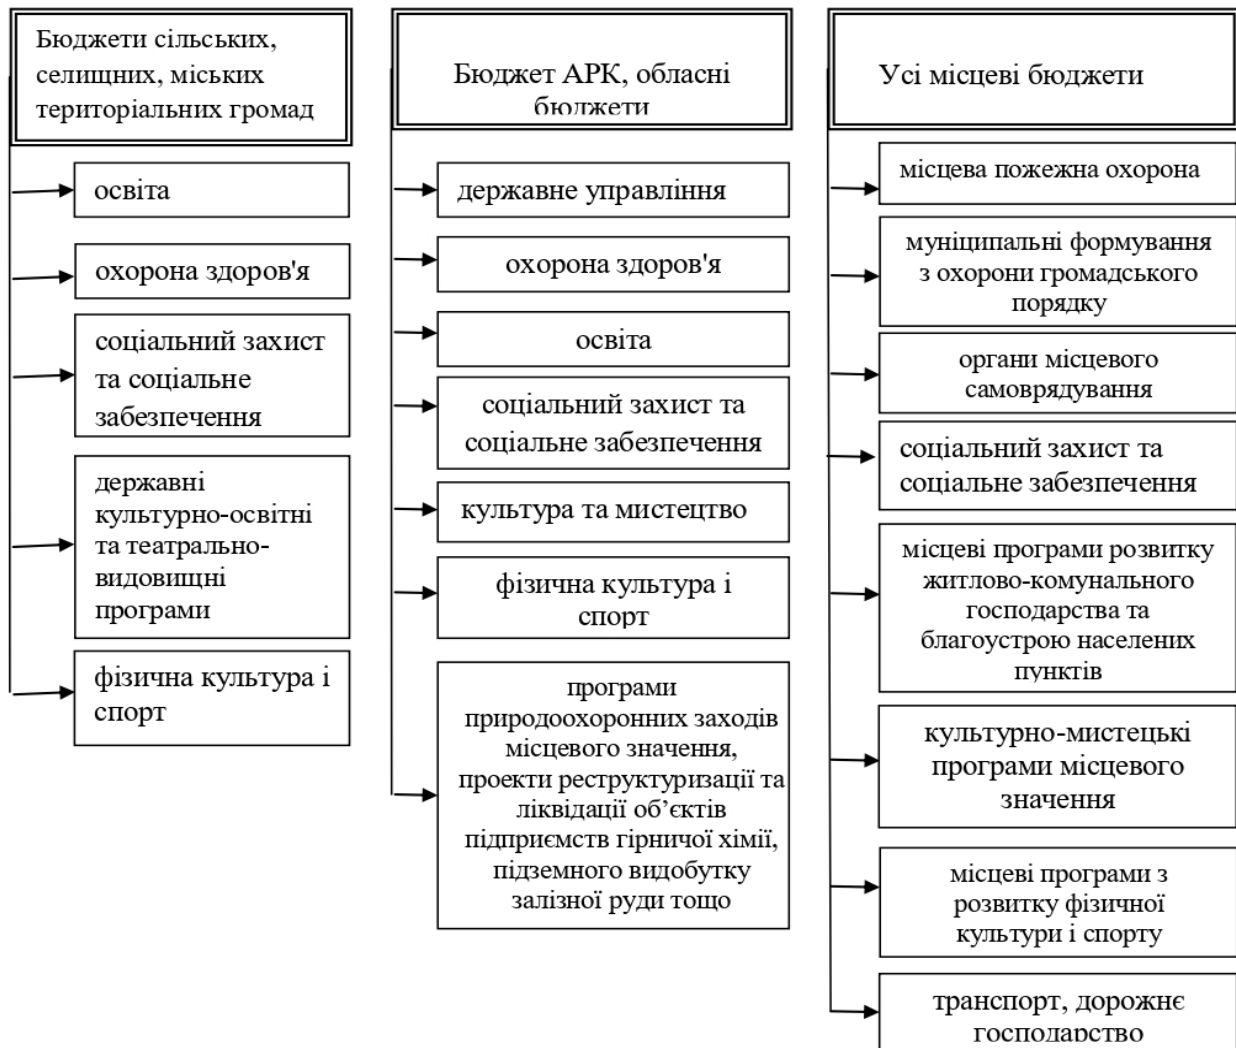 Бюджети сільських,
селищних, міських
територіальних громад
освіта
охорона здоров'я
соціальний захист
та соціальне
забезпечення
державні
культурно-освітні
та театрально-
видовищні
програми
фізична культура і
спорт
Бюджет АРК, обласні
бюджети
державне управління
охорона здоров'я
освіта
соціальний захист та
соціальне забезпечення
культура та мистецтво
фізична культура і
спорт
програми
природоохоронних заходів
місцевого значення,
проекти реструктуризації та
ліквідації об’єктів
підприємств гірничої хімії,
підземного видобутку
залізної руди тощо
Усі місцеві бюджети
місцева пожежна охорона
муніципальні формування
з охорони громадського
порядку
органи місцевого
самоврядування
соціальний захист та
соціальне забезпечення
місцеві програми розвитку
житлово-комунального
господарства та
благоустрою населених
пунктів
культурно-мистецькі
програми місцевого
значення
місцеві програми з
розвитку фізичної
культури і спорту
транспорт, дорожнє
господарство